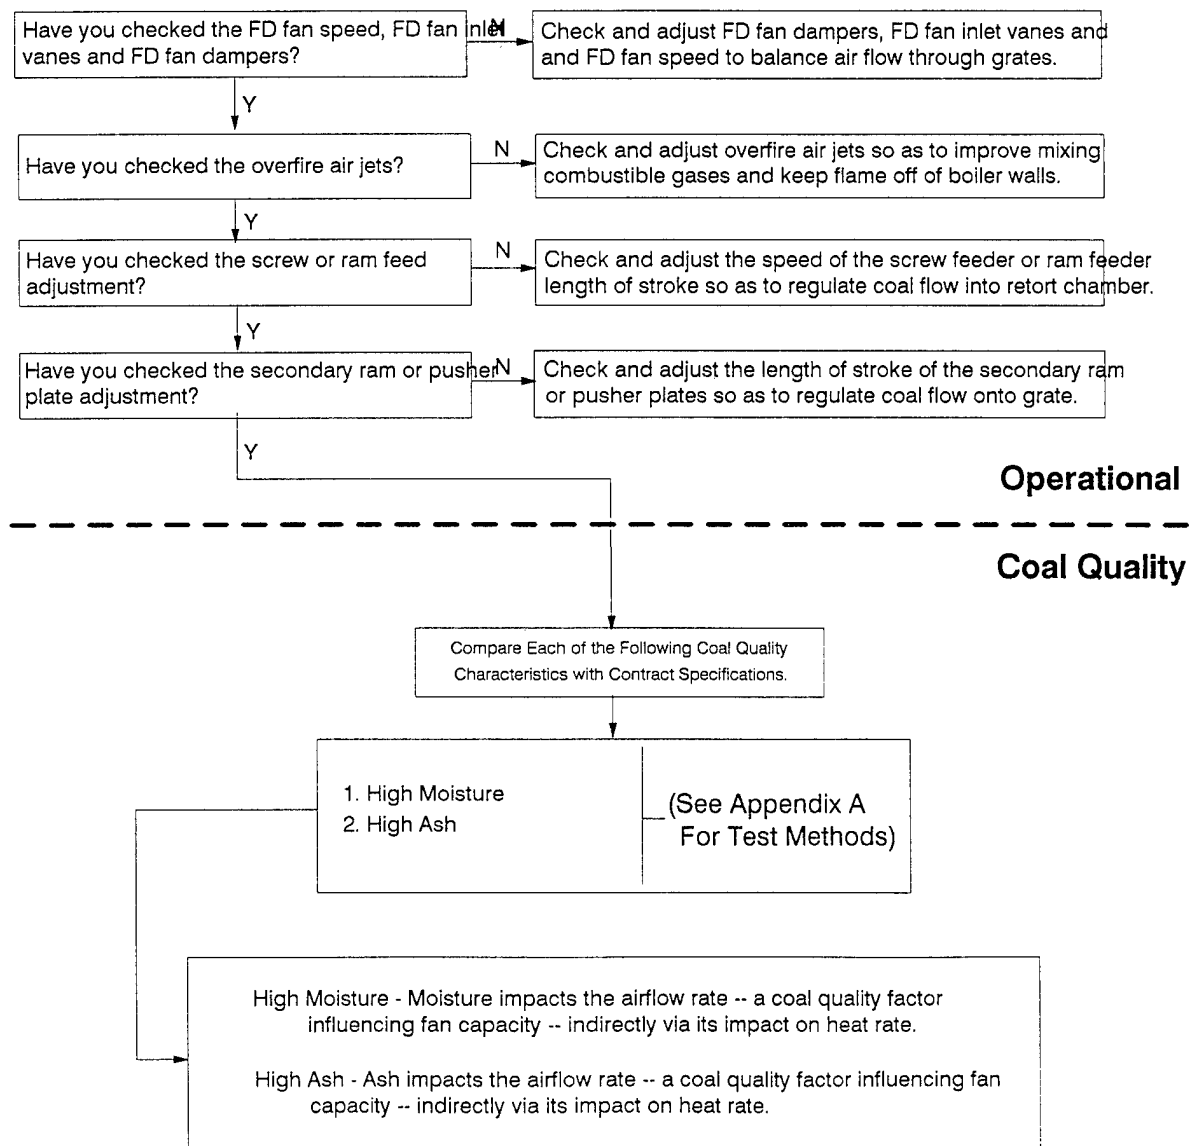 Have you checked the FD fan speed, FD fan inlet
vanes and FD fan dampers?
N
Check and adjust FD fan dampers, FD fan inlet vanes and
and FD fan speed to balance air flow through grates.
Y
Have you checked the overfire air jets?
N
Check and adjust overfire air jets so as to improve mixing
combustible gases and keep flame off of boiler walls.
Y
Have you checked the screw or ram feed
adjustment?
N
Check and adjust the speed of the screw feeder or ram feeder
length of stroke so as to regulate coal flow into retort chamber.
Y
Have you checked the secondary ram or pusher
plate adjustment?
N
Check and adjust the length of stroke of the secondary ram
or pusher plates so as to regulate coal flow onto grate.
Y
Operational
Coal Quality
Compare Each of the Following Coal Quality
Characteristics with Contract Specifications.
1. High Moisture
2. High Ash
(See Appendix A
For Test Methods)
High Moisture - Moisture impacts the airflow rate -- a coal quality factor
influencing fan capacity -- indirectly via its impact on heat rate.
High Ash - Ash impacts the airflow rate -- a coal quality factor influencing fan
capacity -- indirectly via its impact on heat rate.